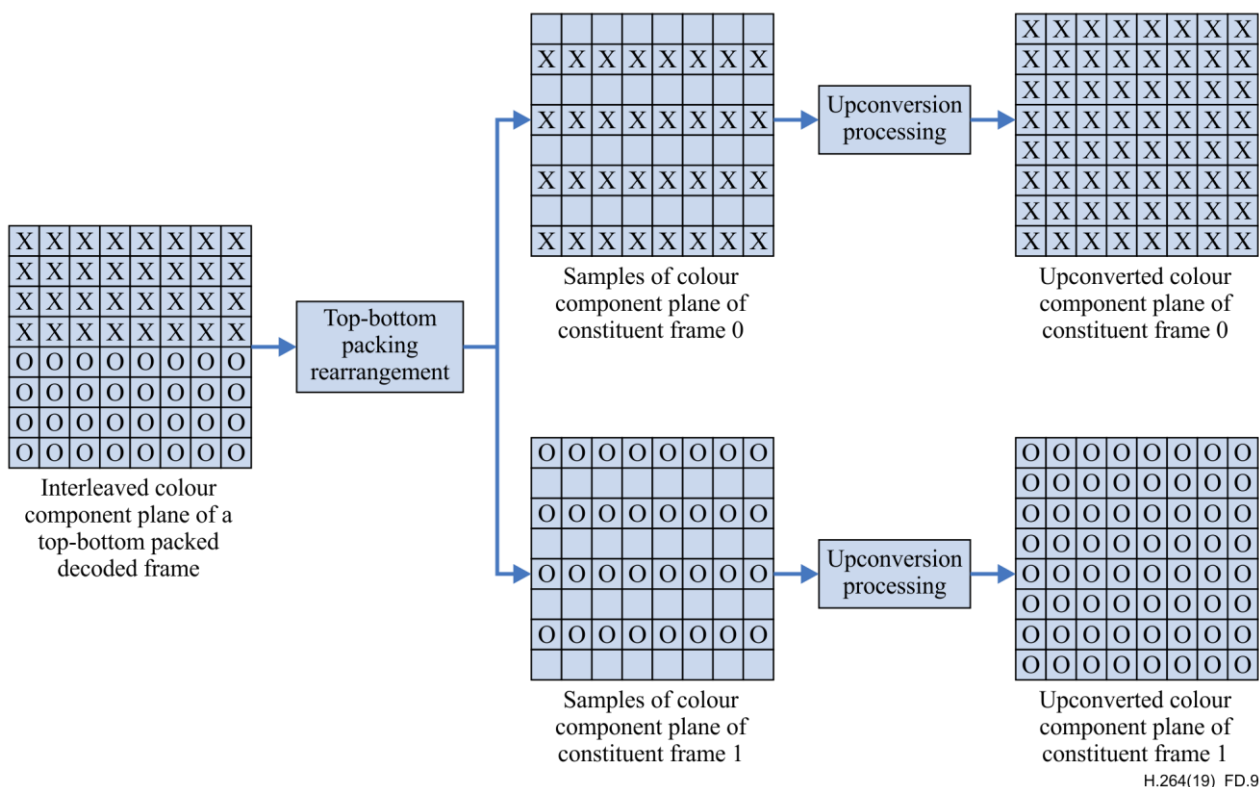 X X X X X X X X
X X X X X X X X
X X X X X X X X
X X X X X X X X
O O O O O O O O
O O O O O O O O
O O O O O O O O
O O O O O O O O
Interleaved colour
component plane of a
top-bottom packed
decoded frame
Top-bottom
packing
rearrangement
X X X X X X X X
X X X X X X X X
X X X X X X X X
X X X X X X X X
Samples of colour
component plane of
constituent frame 0
Upconversion
processing
X X X X X X X X
X X X X X X X X
X X X X X X X X
X X X X X X X X
X X X X X X X X
X X X X X X X X
X X X X X X X X
X X X X X X X X
Upconverted colour
component plane of
constituent frame 0
O O O O O O O O
O O O O O O O O
O O O O O O O O
O O O O O O O O
Samples of colour
component plane of
constituent frame 1
Upconversion
processing
O O O O O O O O
O O O O O O O O
O O O O O O O O
O O O O O O O O
O O O O O O O O
O O O O O O O O
O O O O O O O O
O O O O O O O O
Upconverted colour
component plane of
constituent frame 1
H.264(19)_FD.9